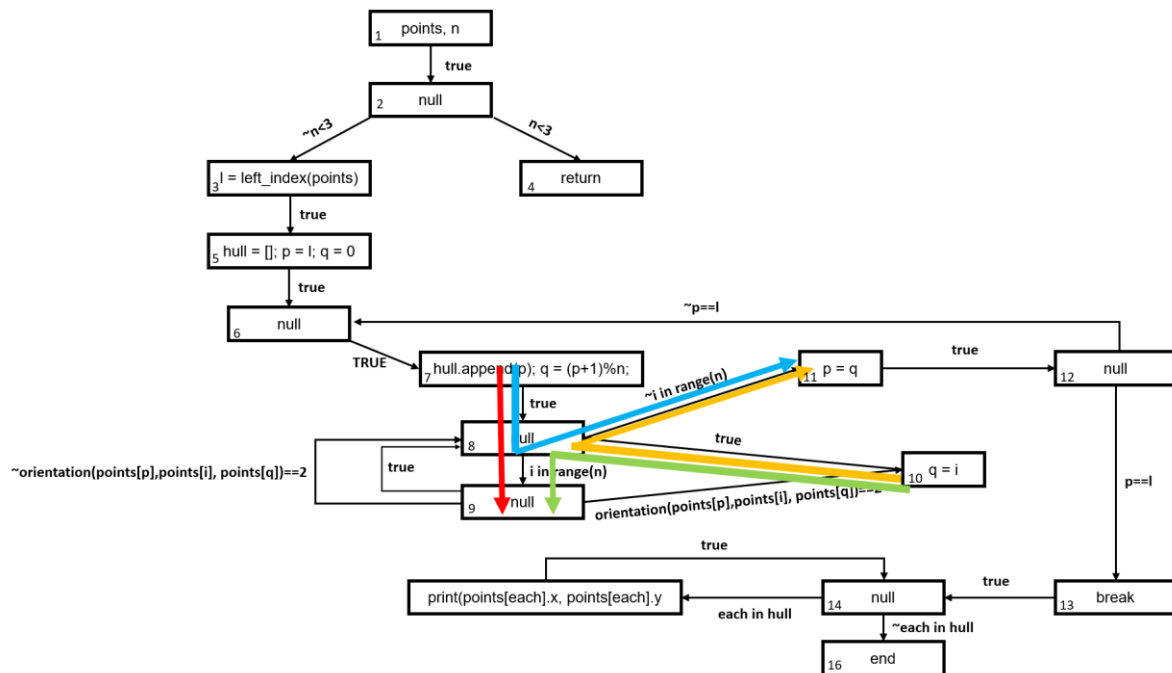 1 points, n
true
2 null
~n<3
n<3
3 l = left_index(points)
4 return
true
5 hull = []; p = l; q = 0
true
~p==l
6 null
TRUE
7 hull.append(p); q = (p+1)%n;
~i in range(n)
11 p = q
true
12 null
true
8 null
true
~orientation(points[p],points[i], points[q])==2
true
i in range(n)
10 q = i
9 null
orientation(points[p],points[i], points[q])==2
p==l
true
print(points[each].x, points[each].y
each in hull
14 null
true
13 break
~each in hull
16 end